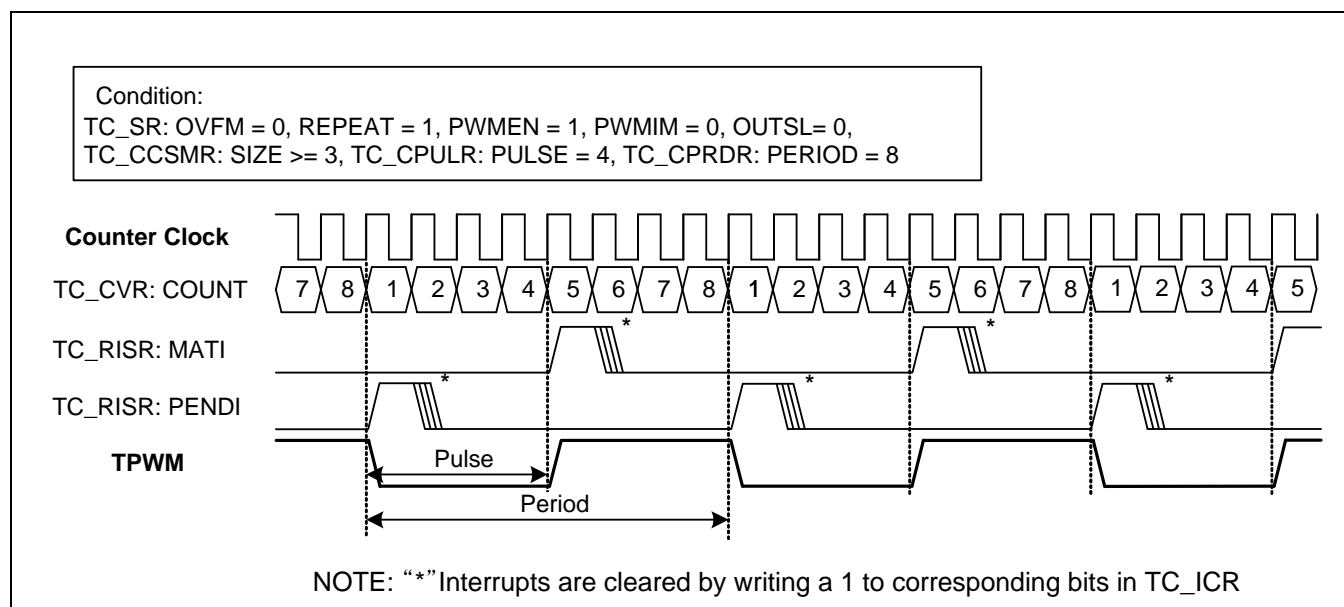 Condition:
TC_SR: OVFM = 0, REPEAT = 1, PWMEN = 1, PWMIM = 0, OUTSL= 0,
TC_CCSMR: SIZE >= 3, TC_CPULR: PULSE = 4, TC_CPRDR: PERIOD = 8
Counter Clock
TC_CVR: COUNT 7 8 1 2 3 4 5 6 7 8 1 2 3 4 5 6 7 8 1 2 3 4 5
* *
TC_RISR: MATI
* * *
TC_RISR: PENDI
TPWM Pulse
Period
NOTE: “*”Interrupts are cleared by writing a 1 to corresponding bits in TC_ICR